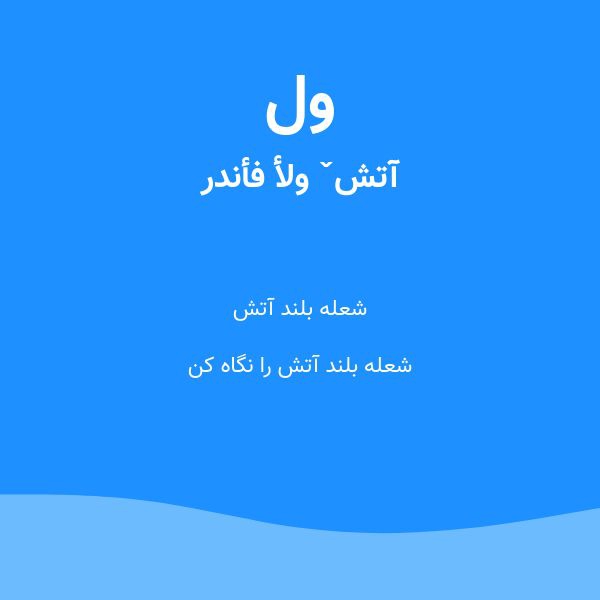 ول
آتشˇ ولأ فأندر
شعله بلند آتش
شعله بلند آتش را نگاه کن